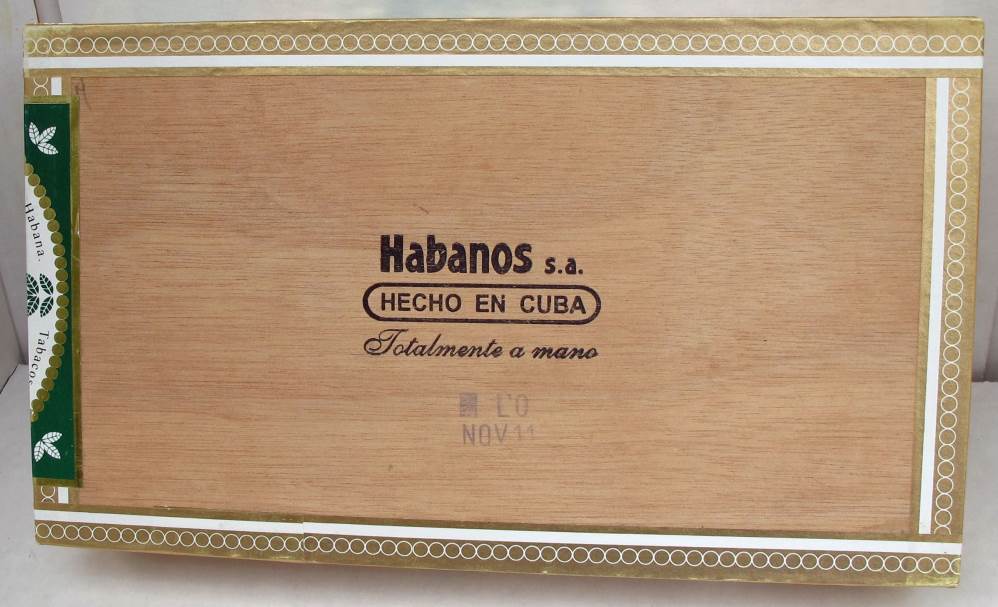 Habanos s.a.
HECHO EN CUBA
Totalmente a mano
L'O
NOV 11
Habana.
Tabacos